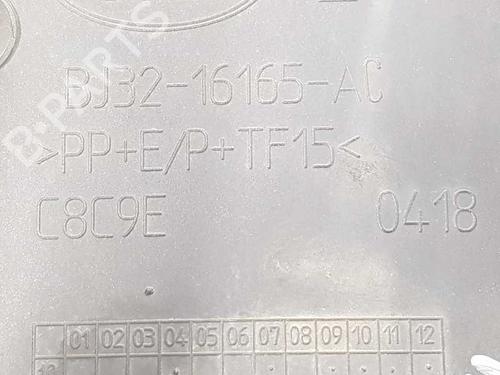 B-PARTS
BJ32-16165-AC
>PP+E/P+TF15<
C8C9E 0418
01 02 03 04 05 06 07 08 09 10 11 12